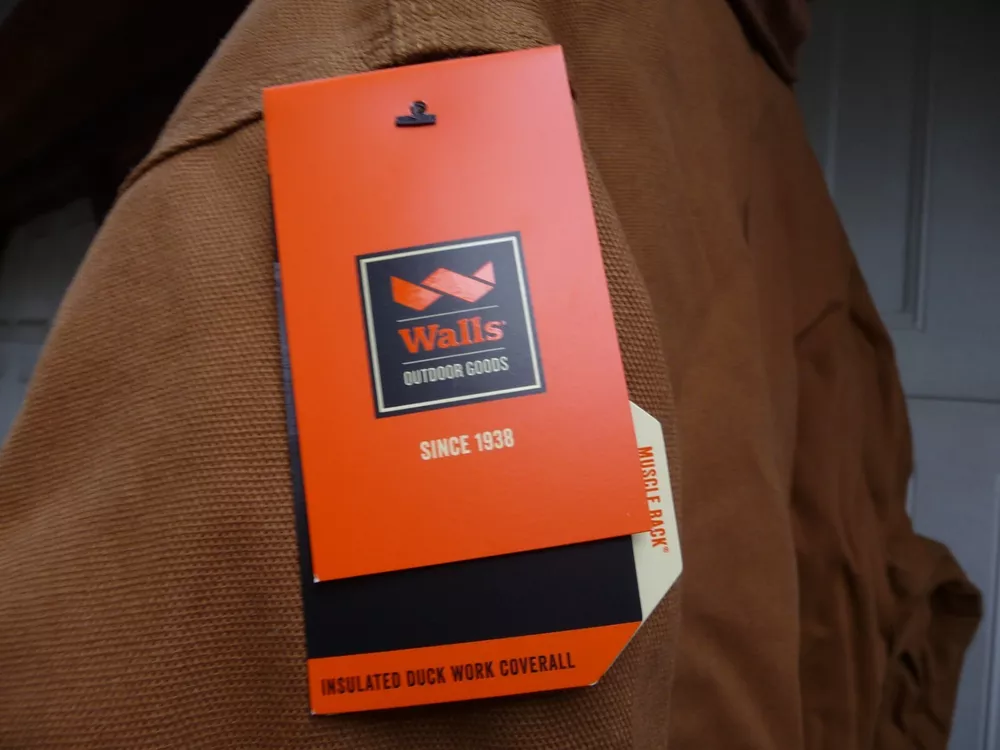 Walls®
OUTDOOR GOODS
SINCE 1938
MUSCLE BACK®
INSULATED DUCK WORK COVERALL